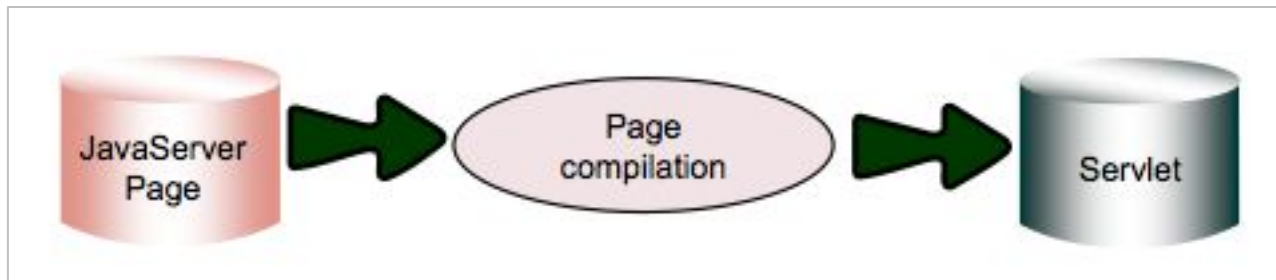 JavaServer
Page
Page
compilation
Servlet